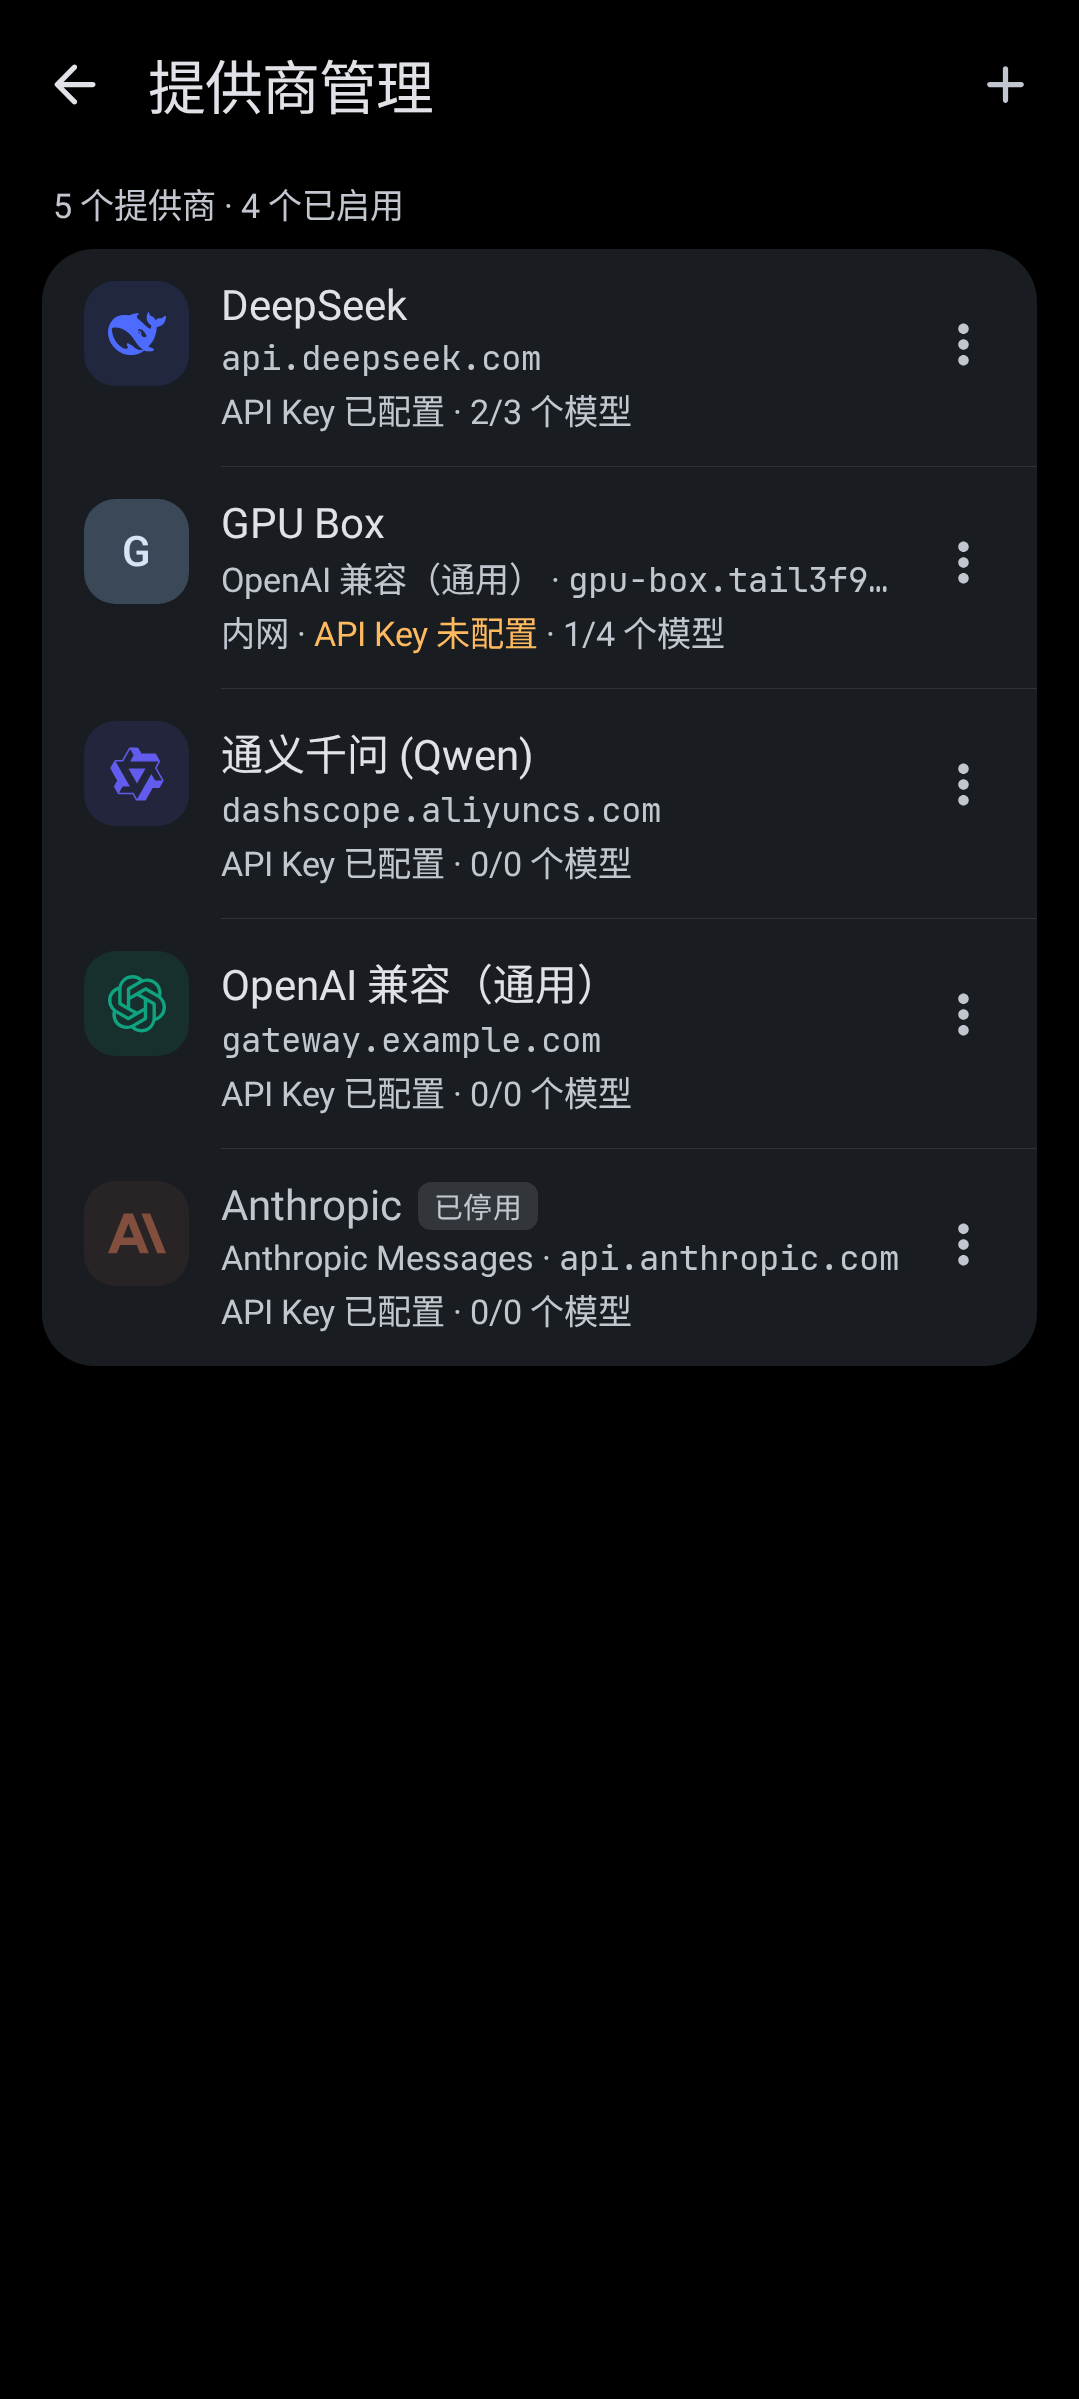 提供商管理
5 个提供商 · 4 个已启用
DeepSeek
api.deepseek.com
API Key 已配置 · 2/3 个模型
G
GPU Box
OpenAI 兼容（通用） · gpu-box.tail3f9…
内网 · API Key 未配置 · 1/4 个模型
通义千问 (Qwen)
dashscope.aliyuncs.com
API Key 已配置 · 0/0 个模型
OpenAI 兼容（通用）
gateway.example.com
API Key 已配置 · 0/0 个模型
Anthropic 已停用
Anthropic Messages · api.anthropic.com
API Key 已配置 · 0/0 个模型